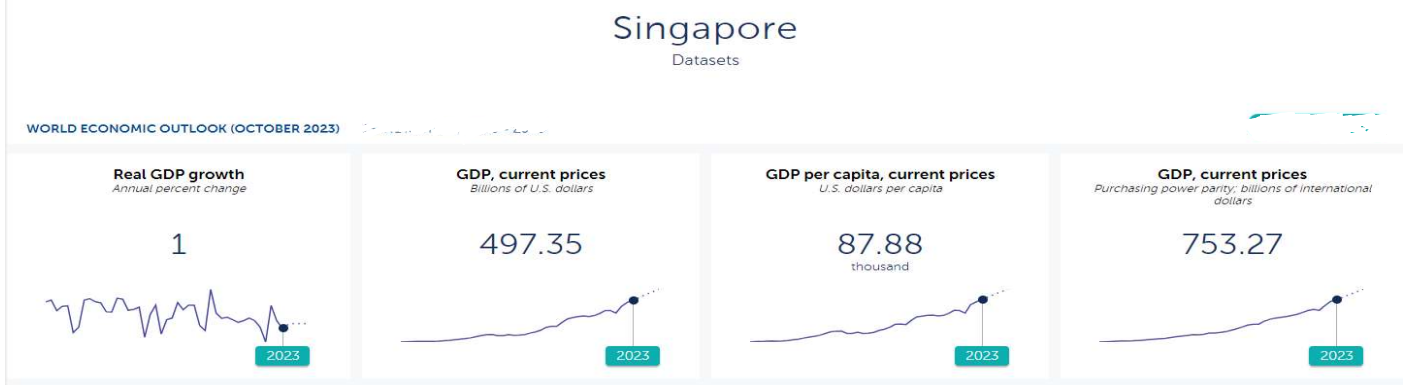 Singapore
Datasets
WORLD ECONOMIC OUTLOOK (OCTOBER 2023)
Real GDP growth
Annual percent change
1
2023
GDP, current prices
Billions of U.S. dollars
497.35
2023
GDP per capita, current prices
U.S. dollars per capita
87.88
thousand
2023
GDP, current prices
Purchasing power parity; billions of international
dollars
753.27
2023